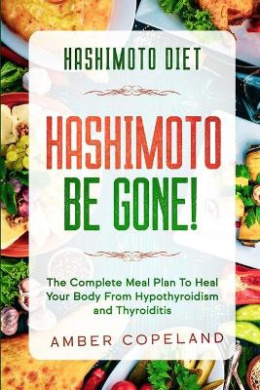 HASHIMOTO DIET
HASHIMOTO
BE GONE!
The Complete Meal Plan To Heal
Your Body From Hypothyroidism
and Thyroiditis
AMBER COPELAND